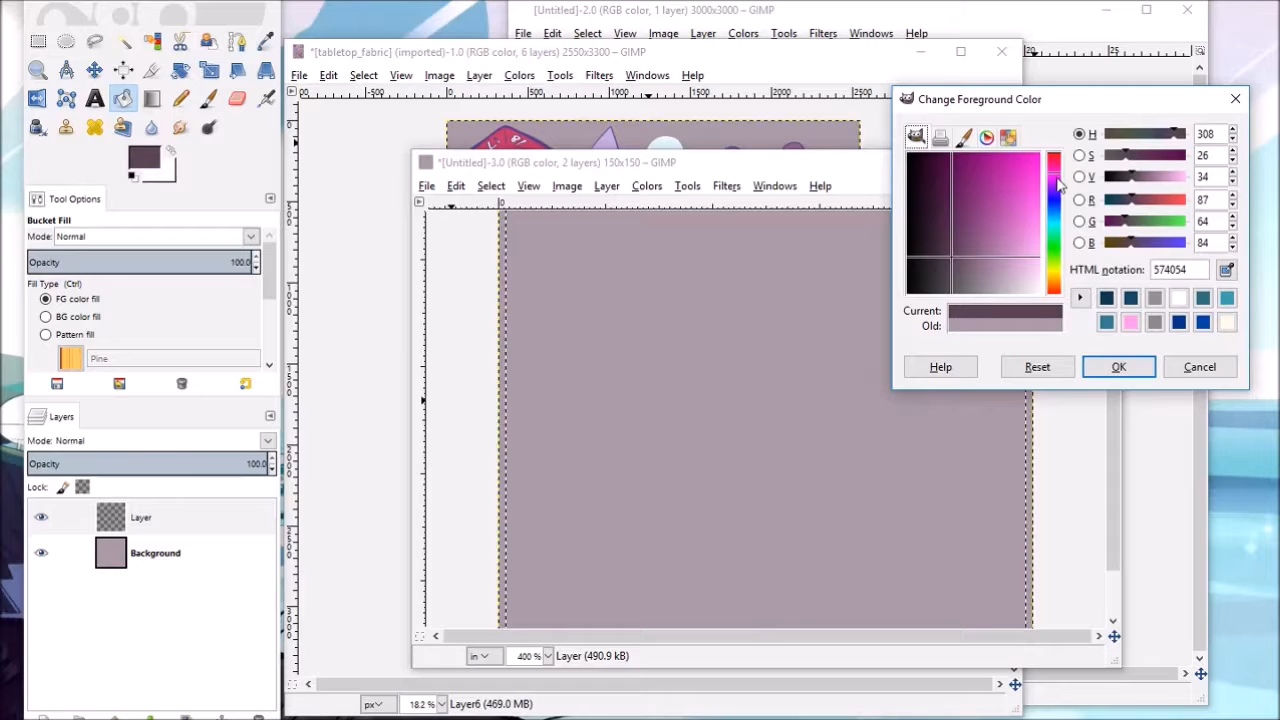 [Untitled]-2.0 (RGB color, 1 layer) 3000x3000 – GIMP
File Edit Select View Image Layer Colors Tools Filters Windows Help
*[tabletop_fabric] (imported)-1.0 (RGB color, 6 layers) 2550x3300 – GIMP
File Edit Select View Image Layer Colors Tools Filters Windows Help
*[Untitled]-3.0 (RGB color, 2 layers) 150x150 – GIMP
File Edit Select View Image Layer Colors Tools Filters Windows Help
Tool Options
Bucket Fill
Mode: Normal
Opacity 100.0
Fill Type (Ctrl)
FG color fill
BG color fill
Pattern fill
Pine
Layers
Mode: Normal
Opacity 100.0
Lock:
Layer
Background
Change Foreground Color
H 308
S 26
V 34
R 87
G 64
B 84
HTML notation: 574054
Current:
Old:
Help Reset OK Cancel
in 400 % Layer (490.9 kB)
px 18.2 % Layer6 (469.0 MB)